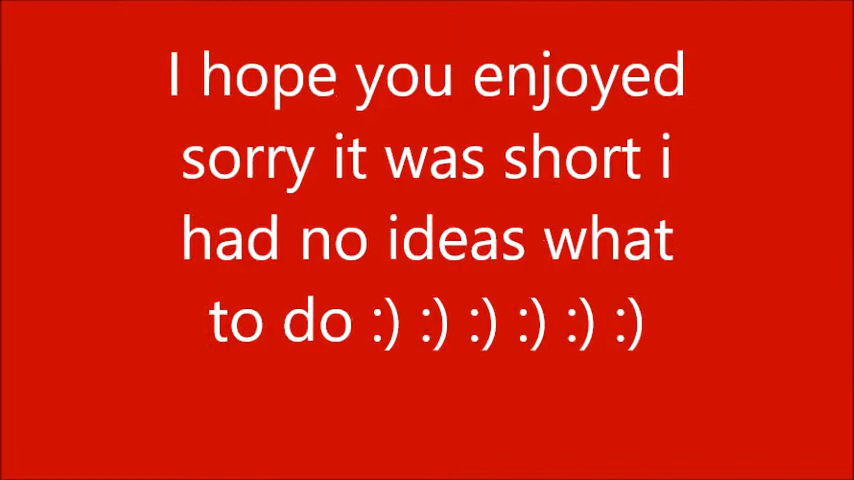 I hope you enjoyed
sorry it was short i
had no ideas what
to do :) :) :) :) :) :)